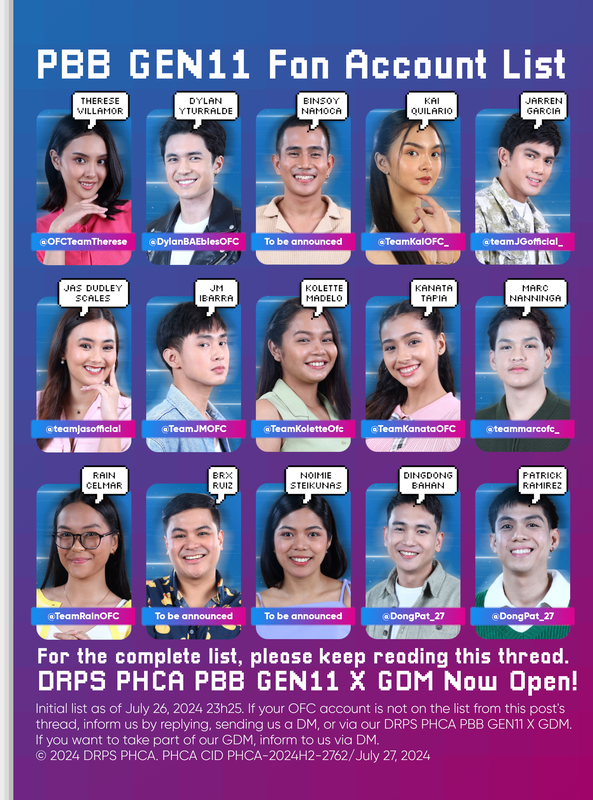 PBB GEN11 Fan Account List
THERESE
VILLAMOR
DYLAN
YTURRALDE
BINSOY
NAMOCA
KAI
QUILARIO
JARREN
GARCIA
@OFCTeamTherese
@DylanBAEblesOFC
To be announced
@TeamKaiOFC_
@teamJGofficial_
JAS DUDLEY
SCALES
JM
IBARRA
KOLETTE
MADELO
KANATA
TAPIA
MARC
NANNINGA
@teamjasofficial
@TeamJMOFC
@TeamKoletteOfc
@TeamKanataOFC
@teammarcofc_
RAIN
CELMAR
BRX
RUIZ
NOIMIE
STEKUNAS
DINGDONG
BAHAN
PATRICK
RAMIREZ
@TeamRainOFC
To be announced
To be announced
@DongPat_27
@DongPat_27
For the complete list, please keep reading this thread.
DRPS PHCA PBB GEN11 X GDM Now Open!
Initial list as of July 26, 2024 23h25. If your OFC account is not on the list from this post's
thread, inform us by replying, sending us a DM, or via our DRPS PHCA PBB GEN11 X GDM.
If you want to take part of our GDM, inform to us via DM.
© 2024 DRPS PHCA. PHCA CID PHCA-2024H2-2762/July 27, 2024